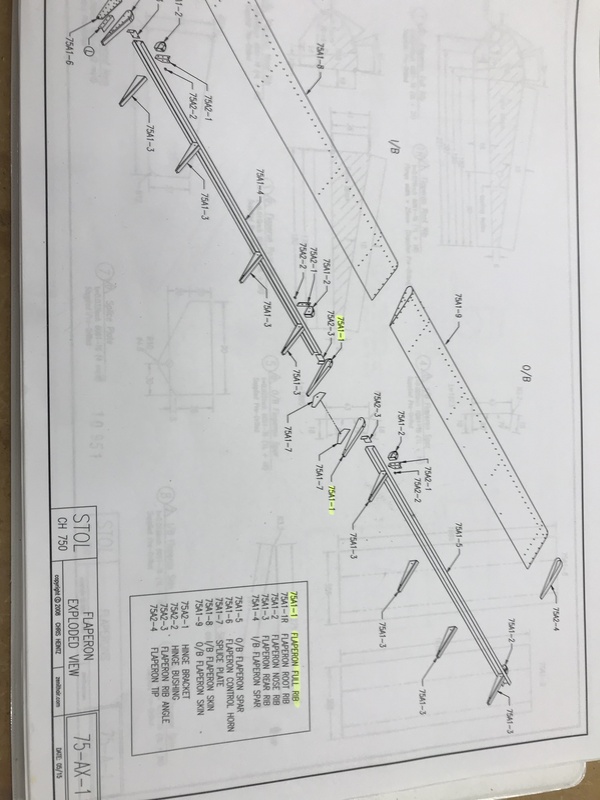 75A1-6
1
75A1-2
75A2-1
75A2-2
75A1-3
75A1-3
75A1-4
75A1-8
I/B
75A1-3
75A1-2
75A2-1
75A2-2
75A1-1
75A2-3
75A1-3
75A1-7
75A1-7
75A1-1
O/B
75A1-9
75A2-3
75A1-2
75A2-1
75A2-2
75A1-3
75A1-5
75A1-3
75A1-3
75A2-4
75A1-2
75A1-3
75A1-1 FLAPERON FULL RIB
75A1-1R FLAPERON ROOT RIB
75A1-2 FLAPERON NOSE RIB
75A1-3 FLAPERON REAR RIB
75A1-4 I/B FLAPERON SPAR
75A1-5 O/B FLAPERON SPAR
75A1-6 FLAPERON CONTROL HORN
75A1-7 SPLICE PLATE
75A1-8 I/B FLAPERON SKIN
75A1-9 O/B FLAPERON SKIN
75A2-1 HINGE BRACKET
75A2-2 HINGE BUSHING
75A2-3 FLAPERON RIB ANGLE
75A2-4 FLAPERON TIP
STOL
CH 750
FLAPERON
EXPLODED VIEW
copyright © 2008 CHRIS HEINTZ
zenithair.com
75-AX-1
DATE: 05/15